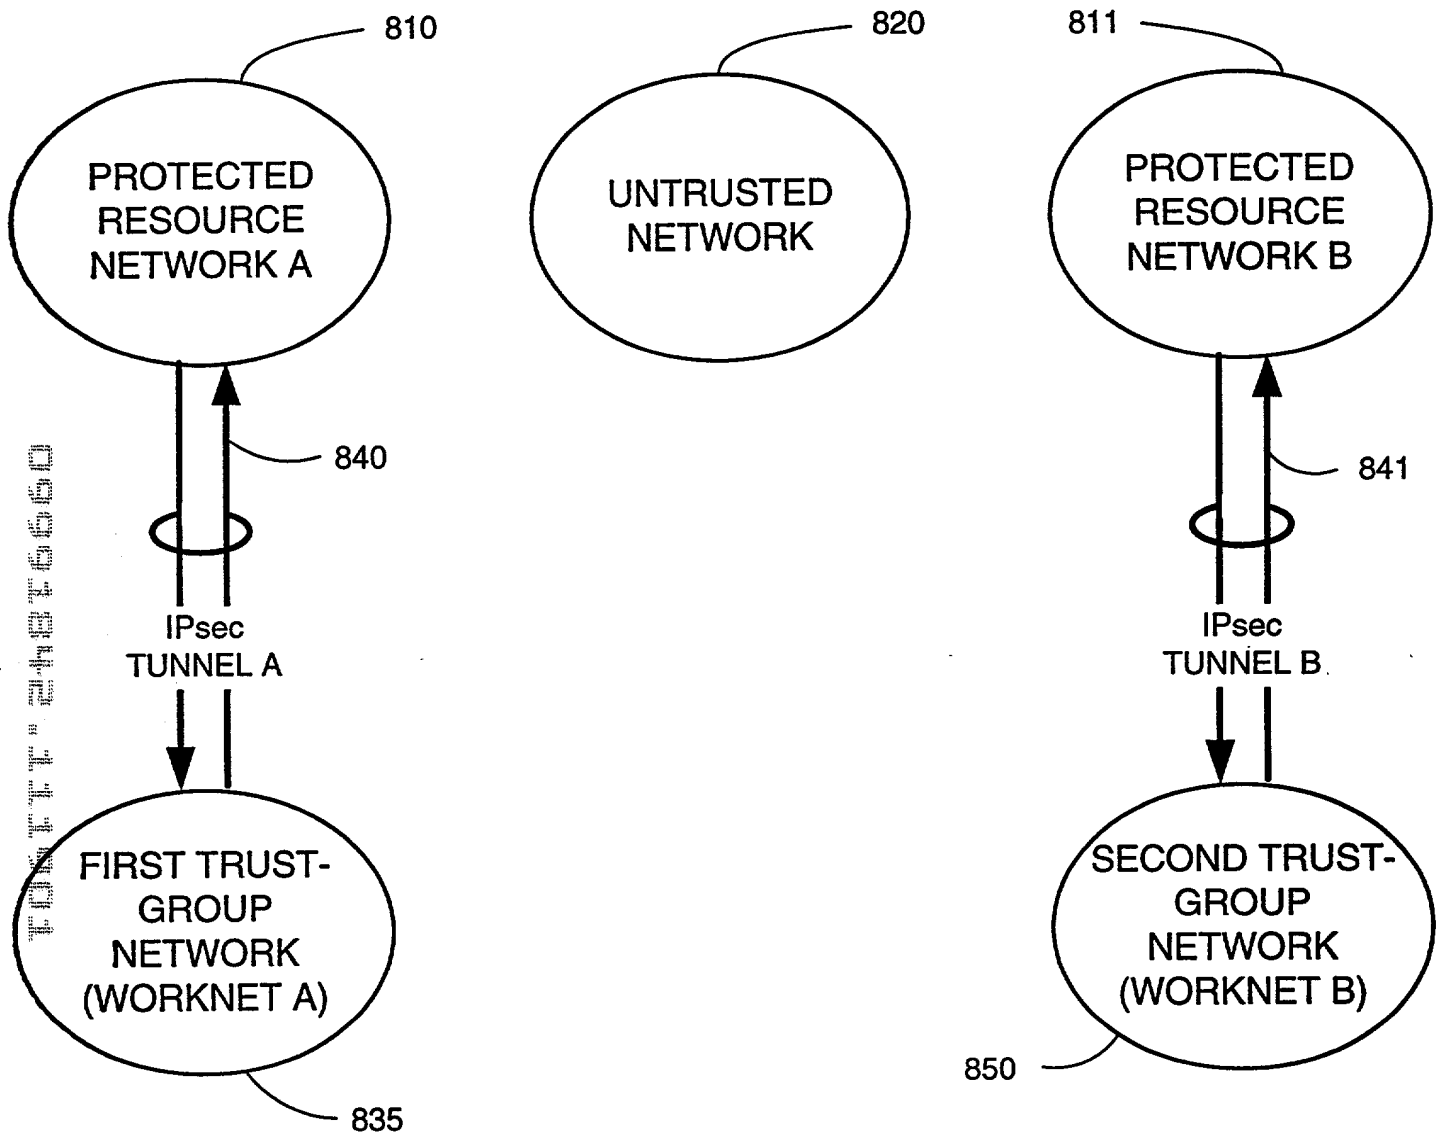 810
820
811
PROTECTED
RESOURCE
NETWORK A
UNTRUSTED
NETWORK
PROTECTED
RESOURCE
NETWORK B
840
841
IPsec
TUNNEL A
IPsec
TUNNEL B
FIRST TRUST-
GROUP
NETWORK
(WORKNET A)
SECOND TRUST-
GROUP
NETWORK
(WORKNET B)
850
835